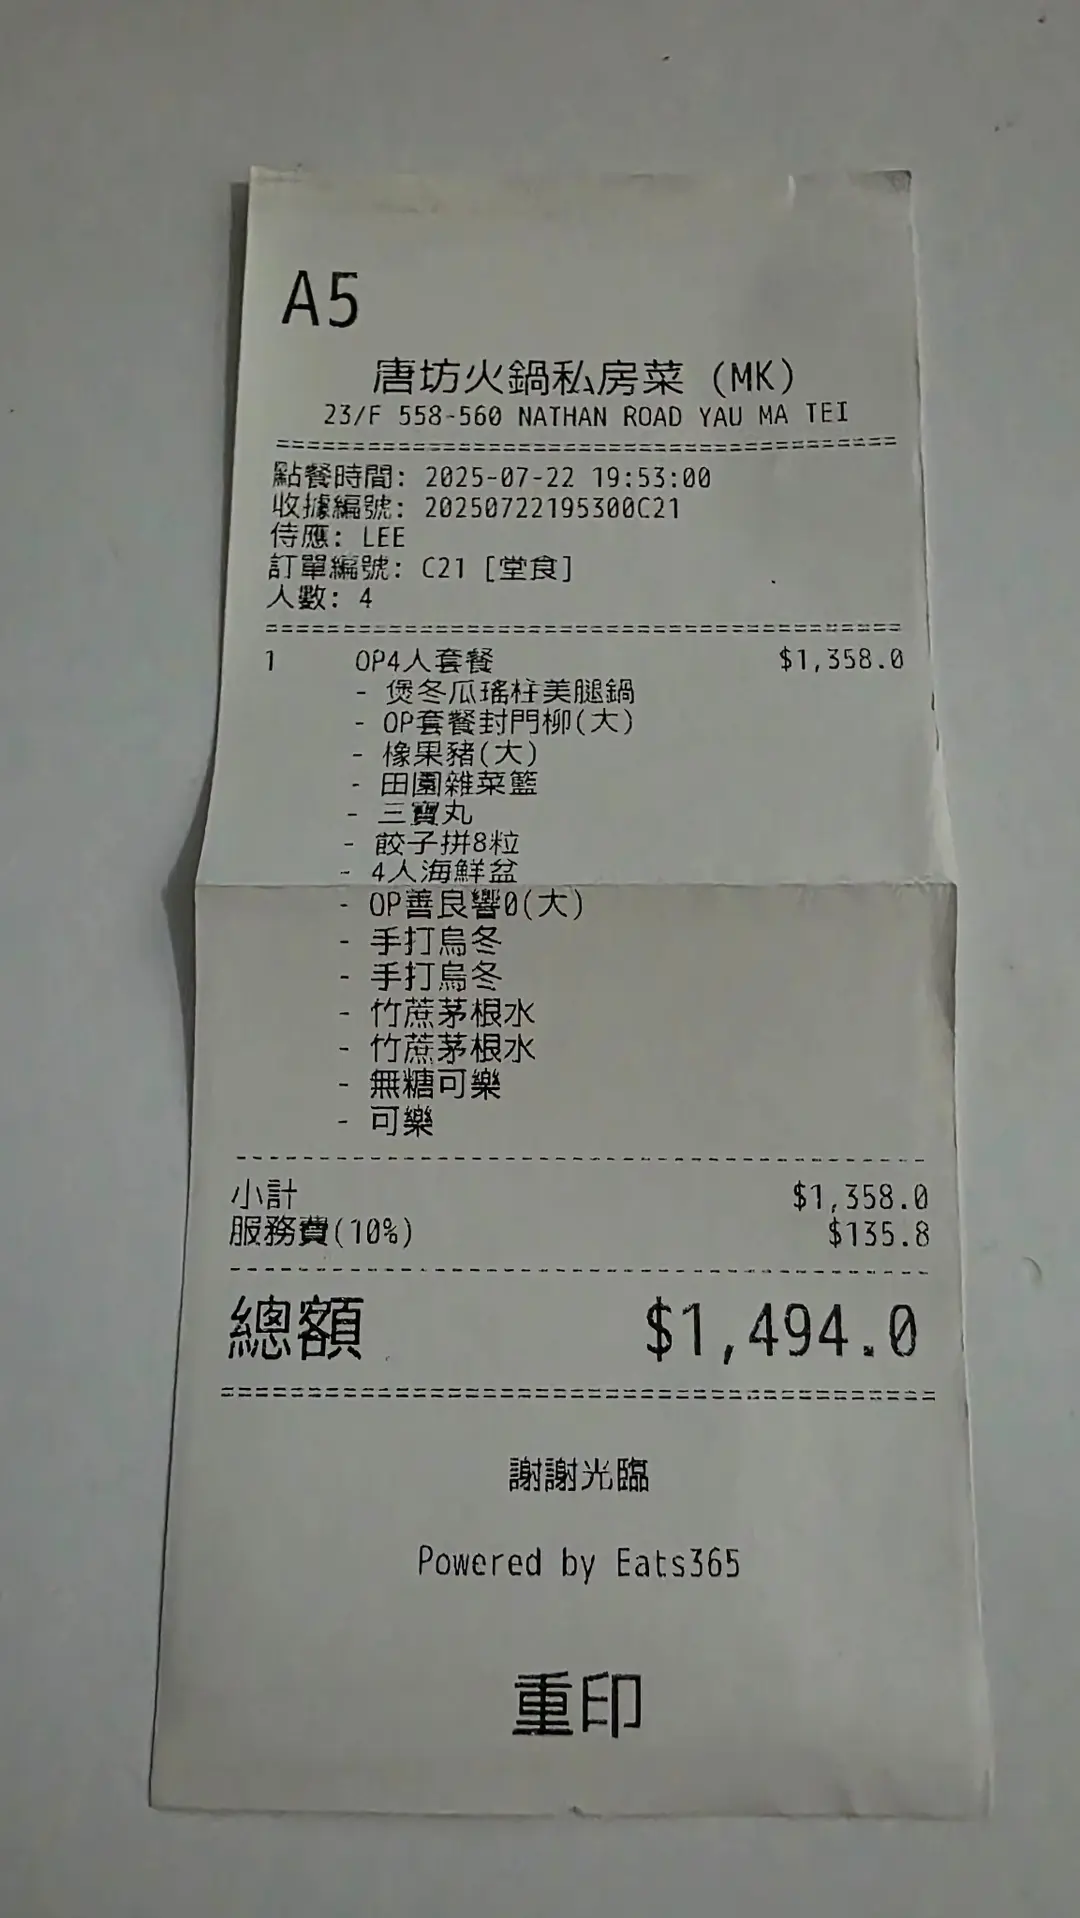 A5
唐坊火鍋私房菜 (MK)
23/F 558-560 NATHAN ROAD YAU MA TEI
========================================
點餐時間: 2025-07-22 19:53:00
收據編號: 20250722195300C21
侍應: LEE
訂單編號: C21 [堂食]
人數: 4
========================================
1 OP4人套餐 $1,358.0
- 煲冬瓜瑤柱美腿鍋
- OP套餐封門柳(大)
- 橡果豬(大)
- 田園雜菜籃
- 三寶丸
- 餃子拼8粒
- 4人海鮮盆
- OP善良響0(大)
- 手打烏冬
- 手打烏冬
- 竹蔗茅根水
- 竹蔗茅根水
- 無糖可樂
- 可樂
----------------------------------------
小計 $1,358.0
服務費(10%) $135.8
----------------------------------------
總額 $1,494.0
========================================
謝謝光臨
Powered by Eats365
重印